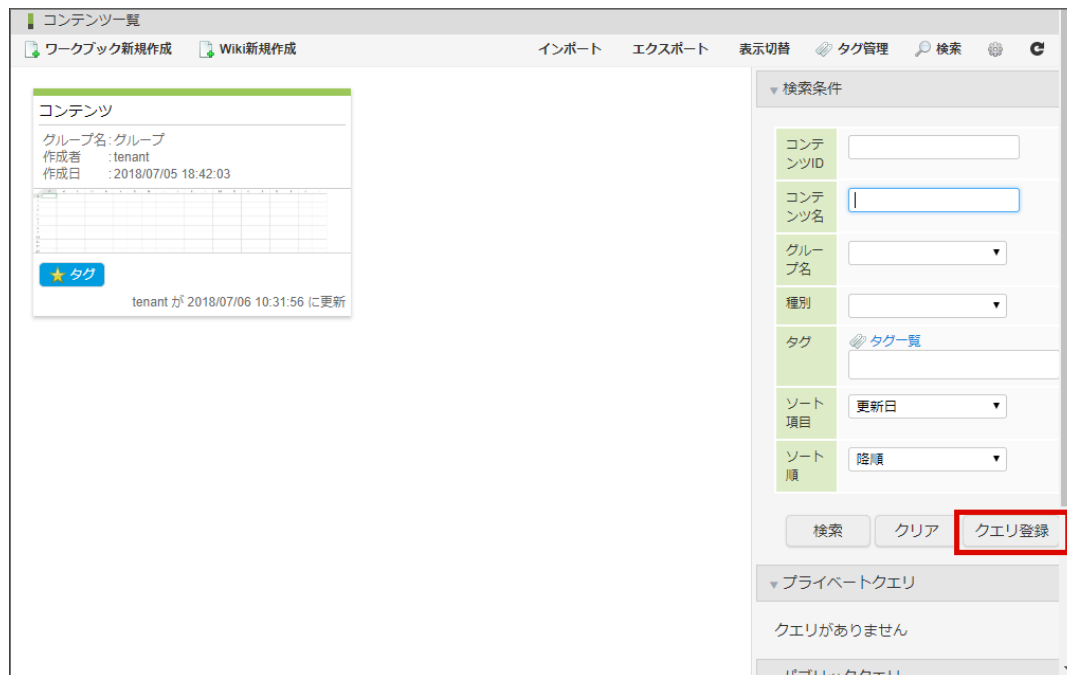 コンテンツ一覧
ワークブック新規作成 Wiki新規作成 インポート エクスポート 表示切替 タグ管理 検索
コンテンツ
グループ名:グループ
作成者 :tenant
作成日 :2018/07/05 18:42:03
タグ
tenant が 2018/07/06 10:31:56 に更新
検索条件
コンテ
ンツID
コンテ
ンツ名
グルー
プ名
種別
タグ タグ一覧
ソート
項目 更新日
ソート
順 降順
検索 クリア クエリ登録
プライベートクエリ
クエリがありません
パブリッククエリ